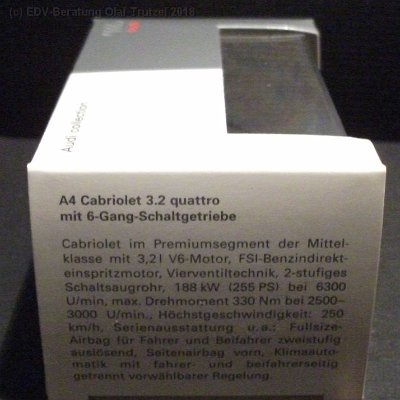 (c) EDV-Beratung Olaf Trützel 2018
Audi collection
A4 Cabriolet 3.2 quattro
mit 6-Gang-Schaltgetriebe
Cabriolet im Premiumsegment der Mittel-
klasse mit 3,2 l V6-Motor, FSI-Benzindirekt-
einspritzmotor, Vierventiltechnik, 2-stufiges
Schaltsaugrohr, 188 kW (255 PS) bei 6300
U/min, max. Drehmoment 330 Nm bei 2500–
3000 U/min., Höchstgeschwindigkeit: 250
km/h, Serienausstattung u.a.: Fullsize-
Airbag für Fahrer und Beifahrer zweistufig
auslösend, Seitenairbag vorn, Klimaauto-
matik mit fahrer- und beifahrerseitig
getrennt vorwählbarer Regelung.